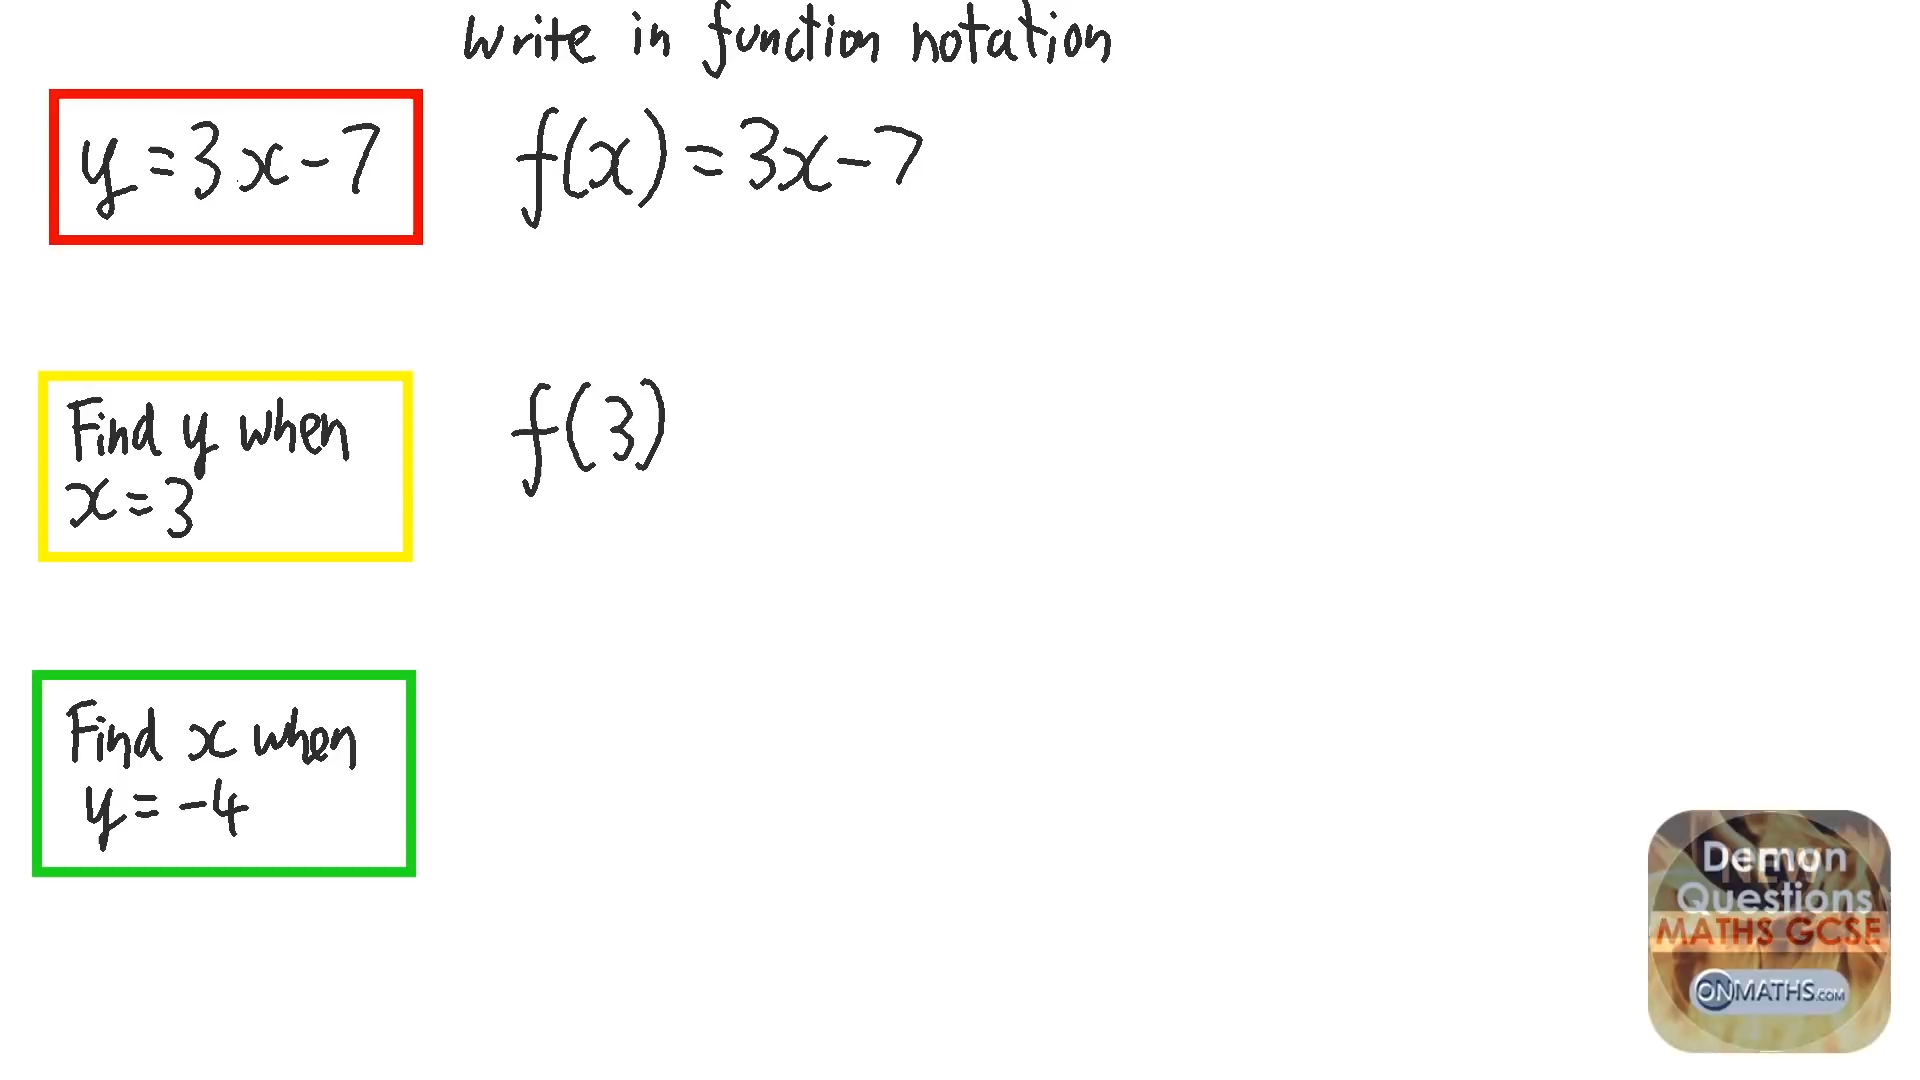 Write in function notation
y = 3x - 7
f(x) = 3x - 7
Find y when
x = 3
f(3)
Find x when
y = -4
Demon
NEW
Questions
MATHS GCSE
ONMATHS.COM